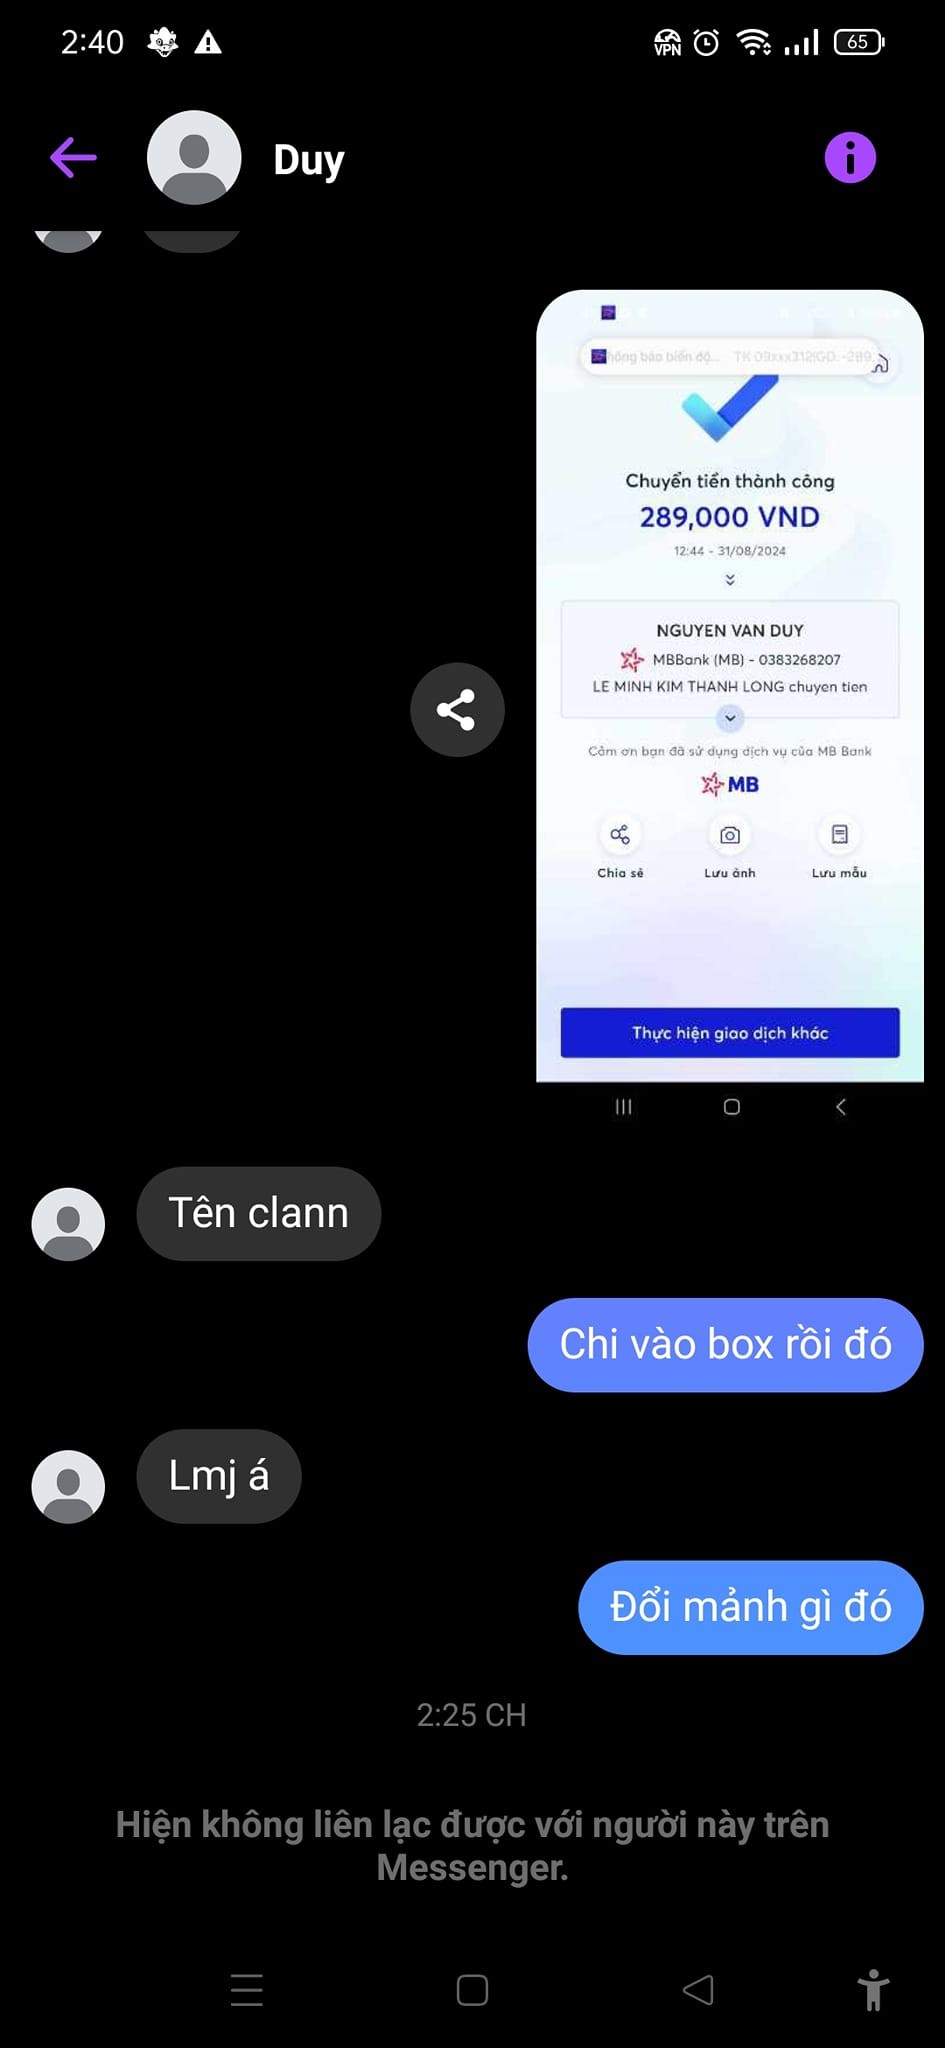 2:40
VPN
65
Duy
hông báo biến độ... TK 09xxx312|GD: -289,
Chuyển tiền thành công
289,000 VND
12:44 - 31/08/2024
NGUYEN VAN DUY
MBBank (MB) - 0383268207
LE MINH KIM THANH LONG chuyen tien
Cảm ơn bạn đã sử dụng dịch vụ của MB Bank
MB
Chia sẻ Lưu ảnh Lưu mẫu
Thực hiện giao dịch khác
Tên clann
Chi vào box rồi đó
Lmj á
Đổi mảnh gì đó
2:25 CH
Hiện không liên lạc được với người này trên
Messenger.